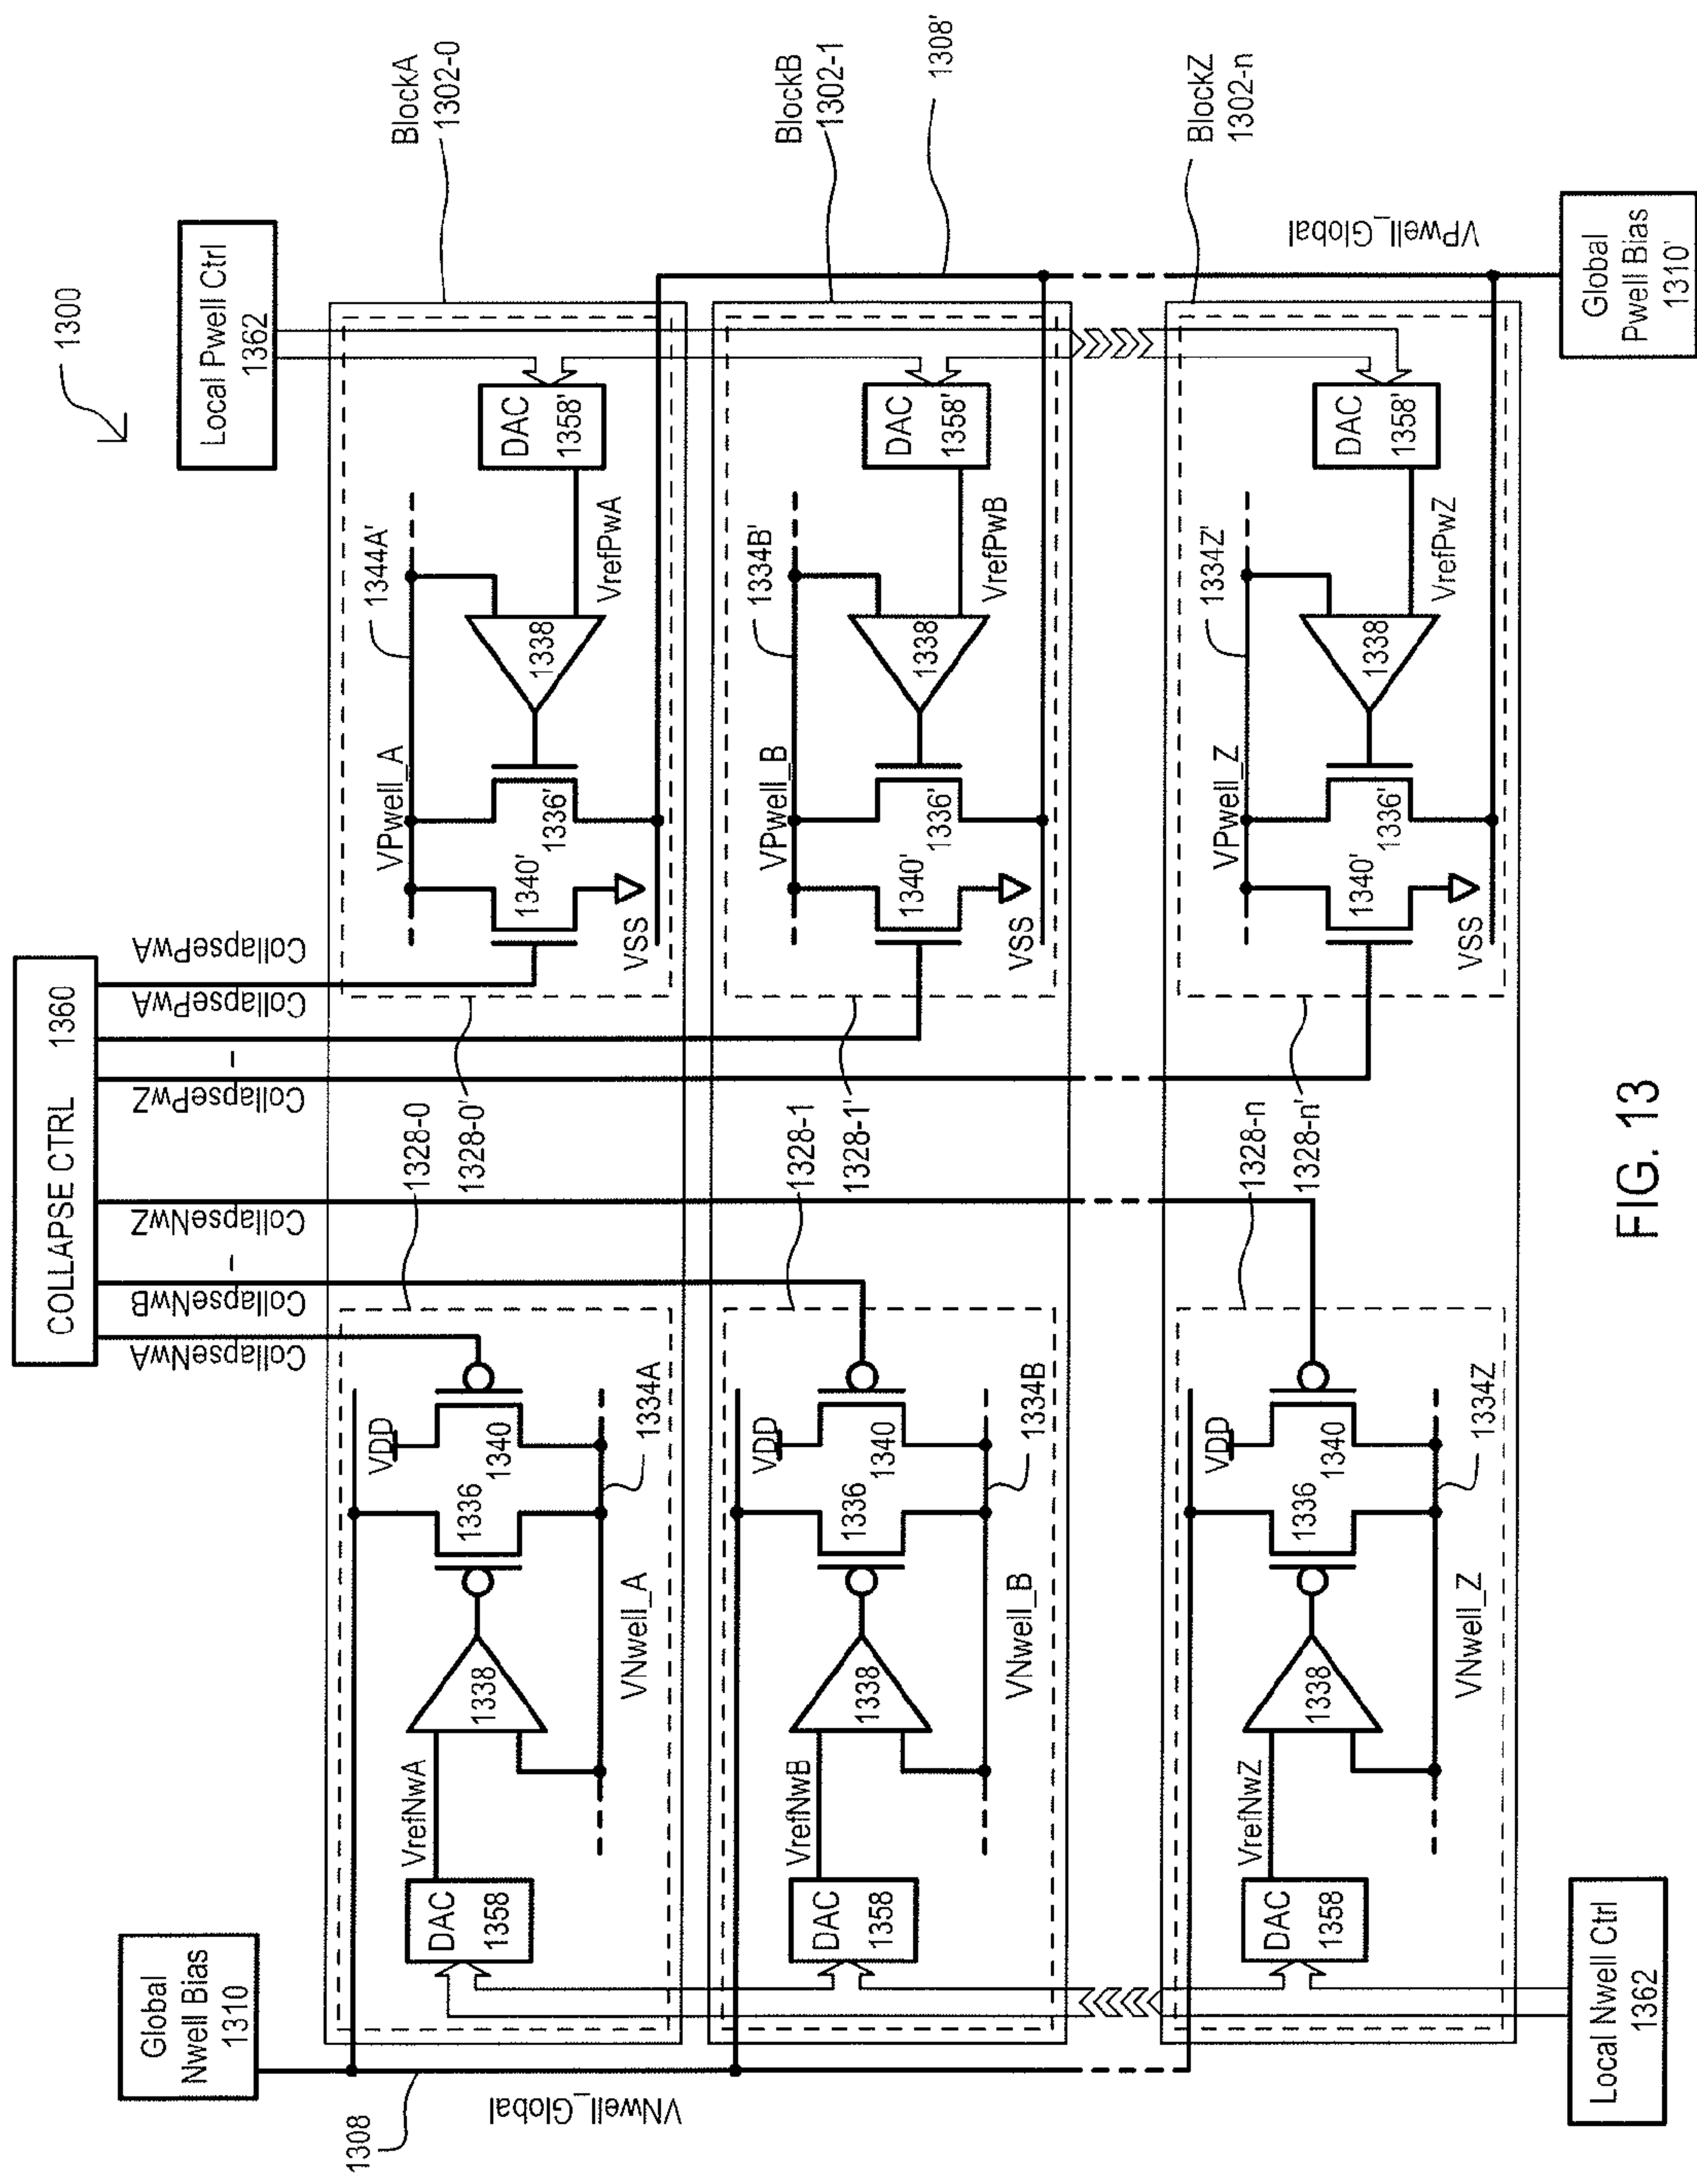 1300
COLLAPSE CTRL 1360
Global
Nwell Bias
1310
Local Pwell Ctrl
1362
1308
VNwell_Global
CollapseNwA
CollapseNwB
–
CollapseNwZ
CollapsePwZ
–
CollapsePwA
CollapsePwA
BlockA
1302-0
1328-0
1328-0'
DAC
1358
VrefNwA
1338
1336
VDD
1340
1334A
VNwell_A
VPwell_A
1344A'
1340'
1336'
VSS
1338
VrefPwA
DAC
1358'
BlockB
1302-1
1308'
1328-1
1328-1'
DAC
1358
VrefNwB
1338
1336
VDD
1340
1334B
VNwell_B
VPwell_B
1334B'
1340'
1336'
VSS
1338
VrefPwB
DAC
1358'
BlockZ
1302-n
1328-n
1328-n'
DAC
1358
VrefNwZ
1338
1336
VDD
1340
1334Z
VNwell_Z
VPwell_Z
1334Z'
1340'
1336'
VSS
1338
VrefPwZ
DAC
1358'
VPwell_Global
Local Nwell Ctrl
1362
Global
Pwell Bias
1310'
FIG. 13